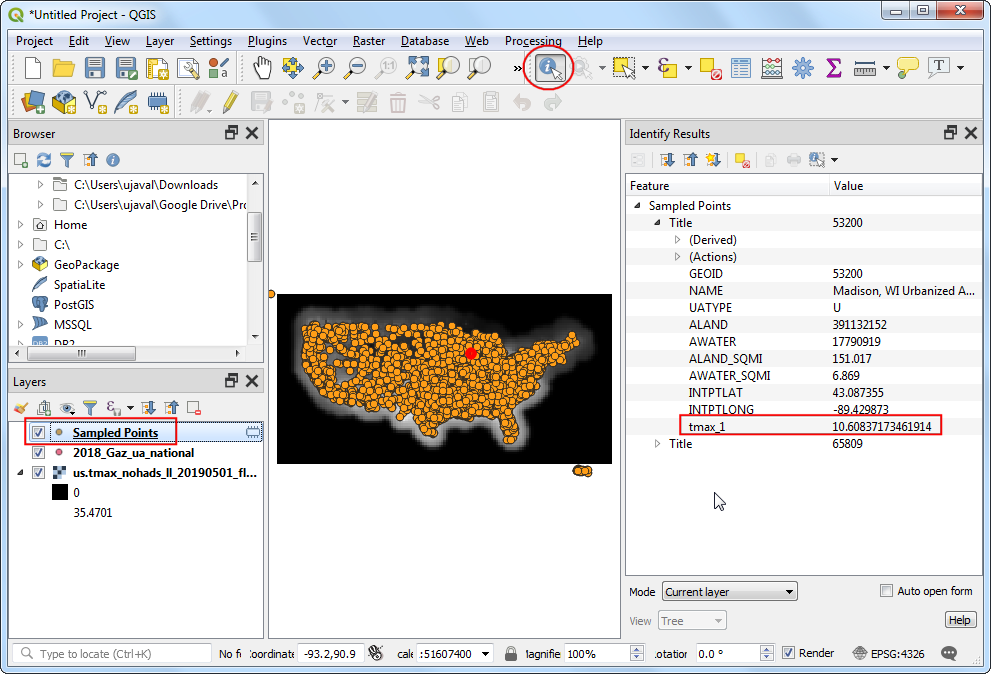 *Untitled Project - QGIS
Project Edit View Layer Settings Plugins Vector Raster Database Web Processing Help
Browser
C:\Users\ujaval\Downloads
C:\Users\ujaval\Google Drive\Pro
Home
C:\
GeoPackage
SpatiaLite
PostGIS
MSSQL
DB2
Layers
Sampled Points
2018_Gaz_ua_national
us.tmax_nohads_ll_20190501_fl...
0
35.4701
Identify Results
Feature Value
Sampled Points
Title 53200
(Derived)
(Actions)
GEOID 53200
NAME Madison, WI Urbanized A...
UATYPE U
ALAND 391132152
AWATER 17790919
ALAND_SQMI 151.017
AWATER_SQMI 6.869
INTPTLAT 43.087355
INTPTLONG -89.429873
tmax_1 10.60837173461914
Title 65809
Mode Current layer Auto open form
View Tree Help
Type to locate (Ctrl+K) No fi Coordinate -93.2,90.9 cale :51607400 Magnifie 100% Rotation 0.0 ° Render EPSG:4326